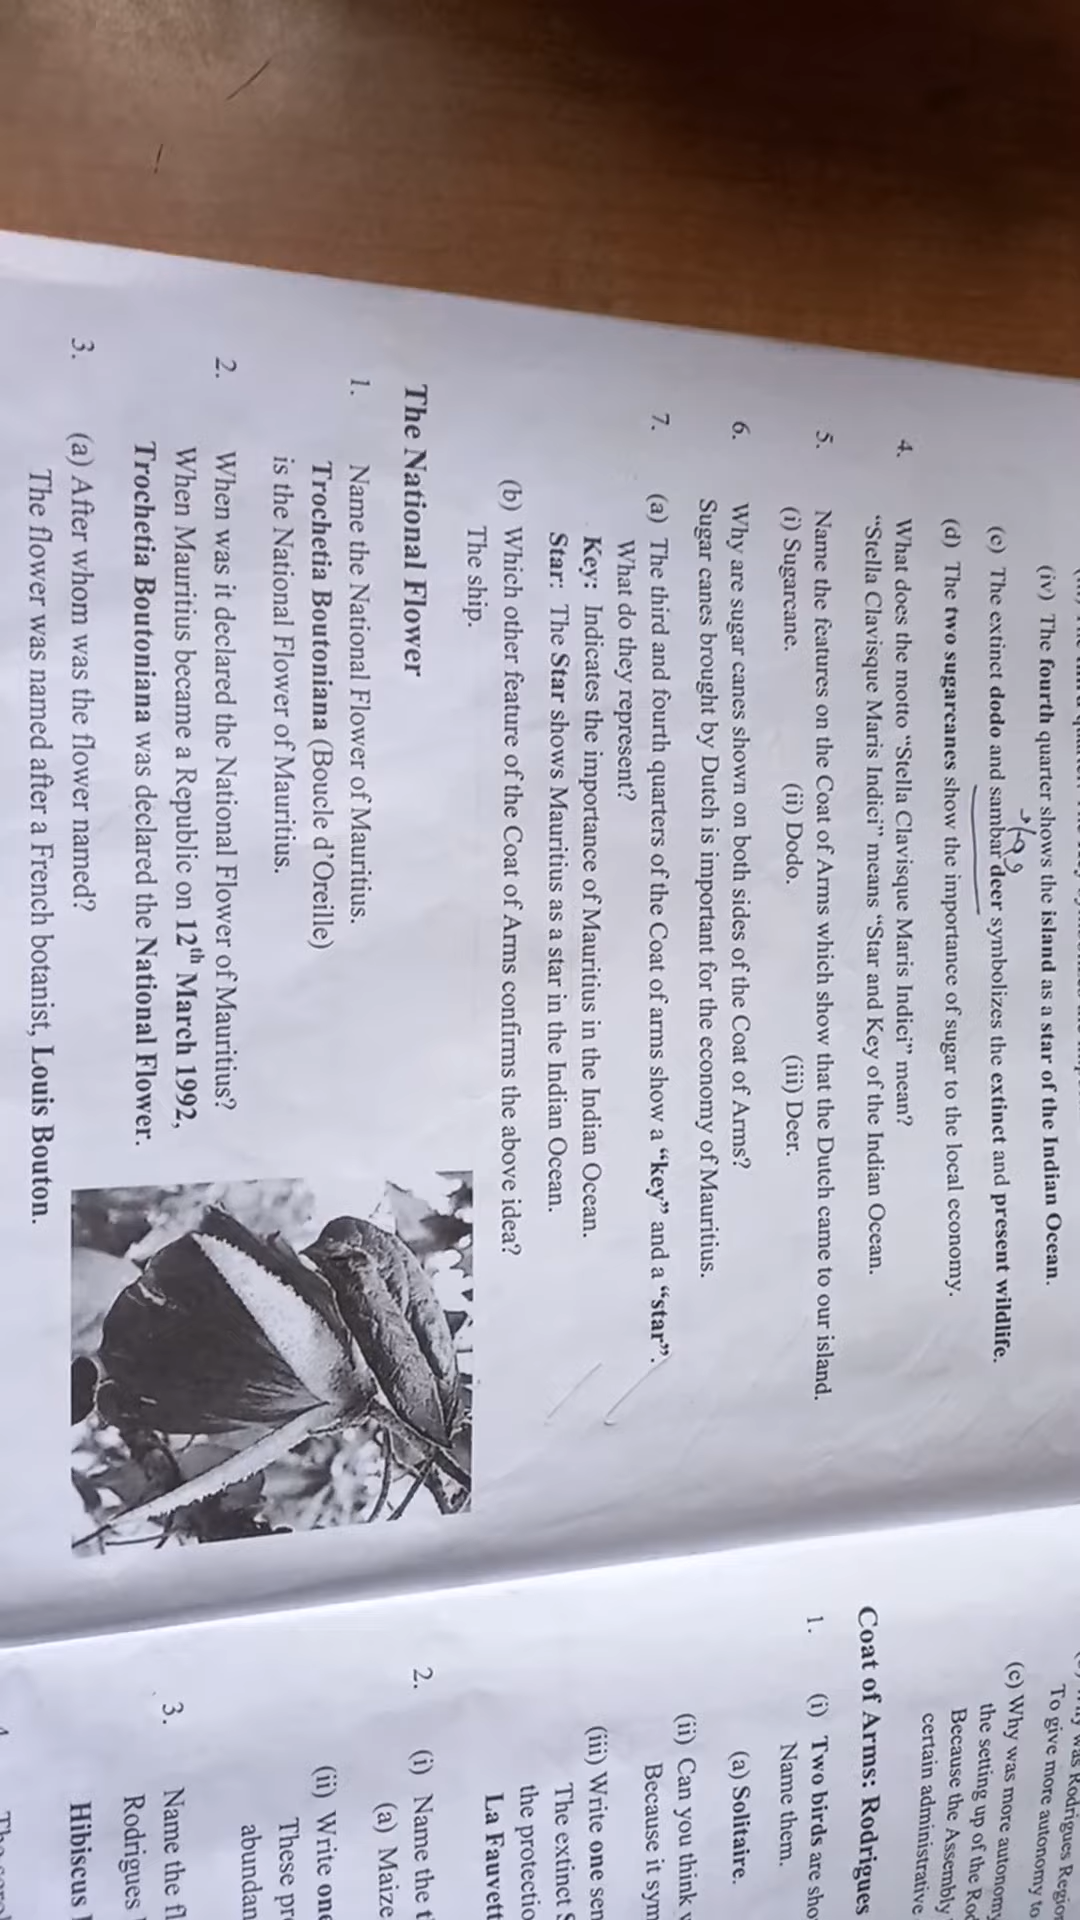 (iv) The fourth quarter shows the island as a star of the Indian Ocean.
(c) The extinct dodo and sambar deer symbolizes the extinct and present wildlife.
(d) The two sugarcanes show the importance of sugar to the local economy.
4. What does the motto "Stella Clavisque Maris Indici" mean?
"Stella Clavisque Maris Indici" means "Star and Key of the Indian Ocean.
5. Name the features on the Coat of Arms which show that the Dutch came to our island.
(i) Sugarcane. (ii) Dodo. (iii) Deer.
6. Why are sugar canes shown on both sides of the Coat of Arms?
Sugar canes brought by Dutch is important for the economy of Mauritius.
7. (a) The third and fourth quarters of the Coat of arms show a "key" and a "star".
What do they represent?
Key: Indicates the importance of Mauritius in the Indian Ocean.
Star: The Star shows Mauritius as a star in the Indian Ocean.
(b) Which other feature of the Coat of Arms confirms the above idea?
The ship.
The National Flower
1. Name the National Flower of Mauritius.
Trochetia Boutoniana (Boucle d'Oreille)
is the National Flower of Mauritius.
2. When was it declared the National Flower of Mauritius?
When Mauritius became a Republic on 12th March 1992,
Trochetia Boutoniana was declared the National Flower.
3. (a) After whom was the flower named?
The flower was named after a French botanist, Louis Bouton.
To give more autonomy to
(c) Why was more autonomy
the setting up of the
Because the Assembly
certain administrative
Coat of Arms: Rodrigues
1. (i) Two birds are
Name them.
(a) Solitaire.
(ii) Can you think
Because it
(iii) Write one
The extinct
the
La
2. (i) Name the
(a) Maize
(ii) Write
These
3. Name the
Rodrigues
Hibiscus